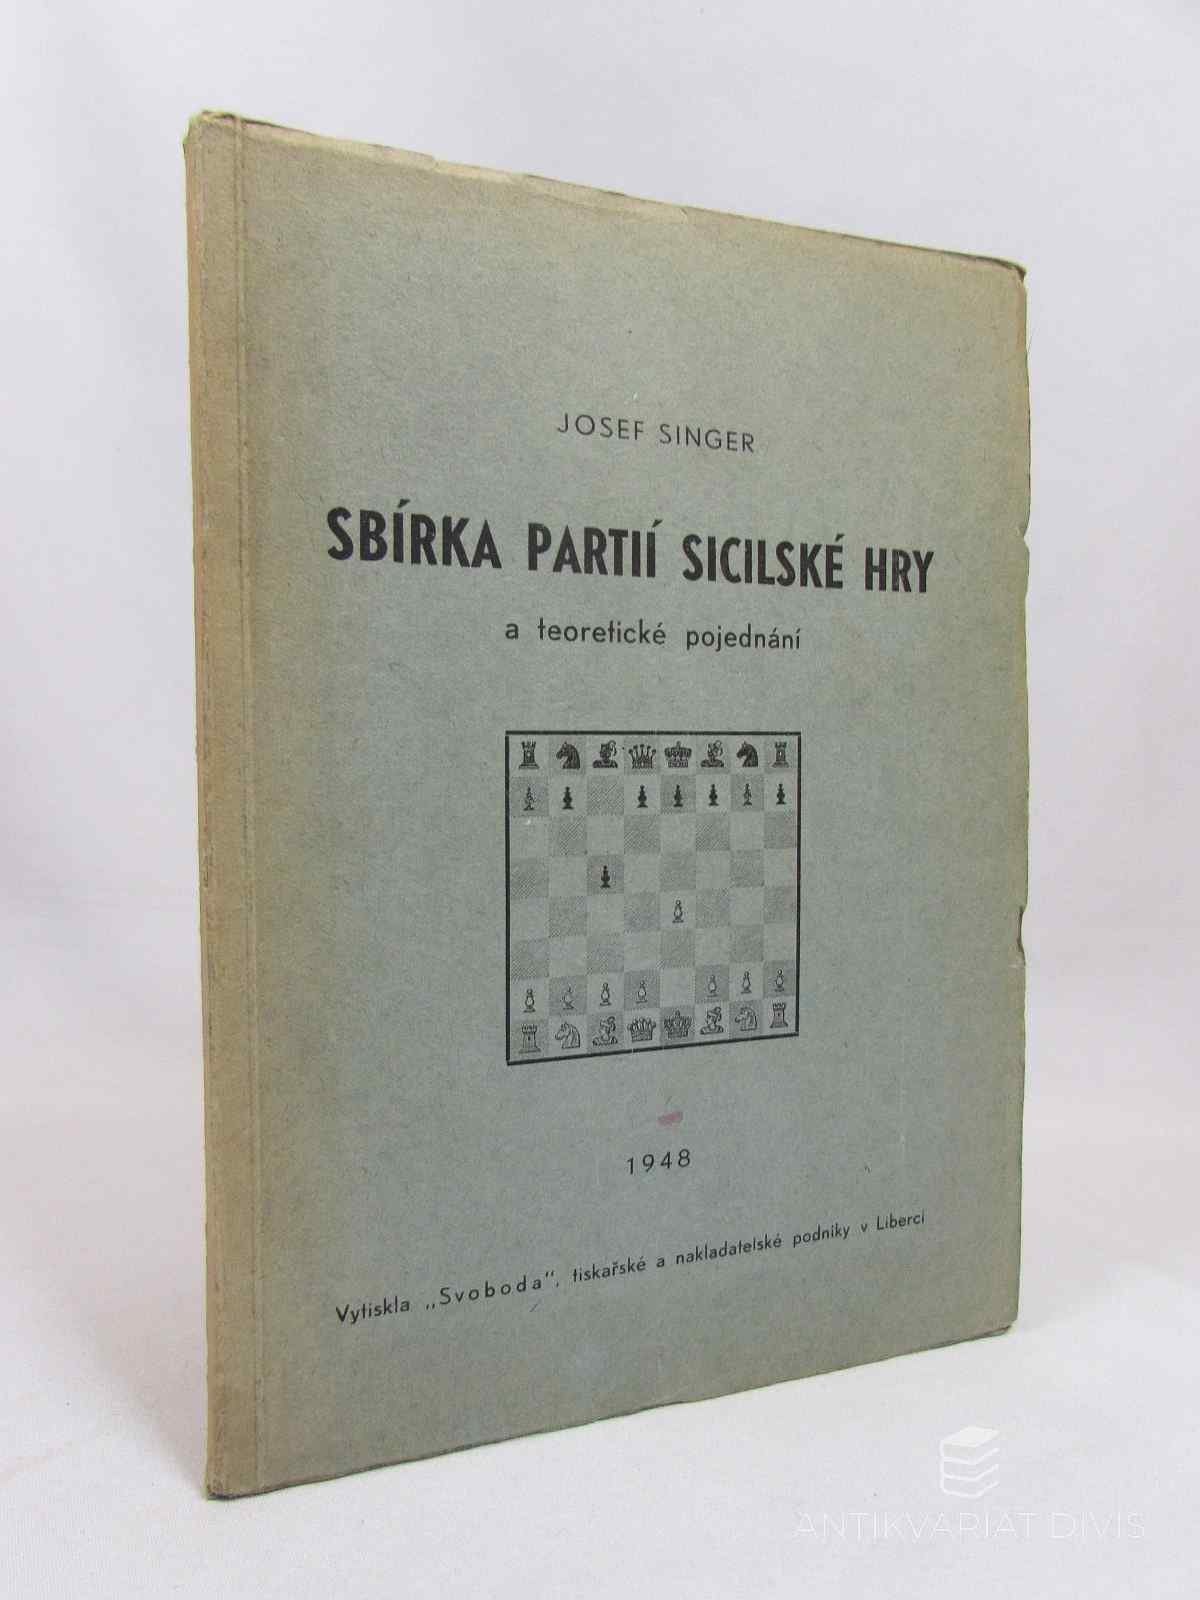 JOSEF SINGER
SBÍRKA PARTIÍ SICILSKÉ HRY
a teoretické pojednání
1948
Vytiskla „Svoboda“, tiskařské a nakladatelské podniky v Liberci
ANTIKVARIAT DIVIS